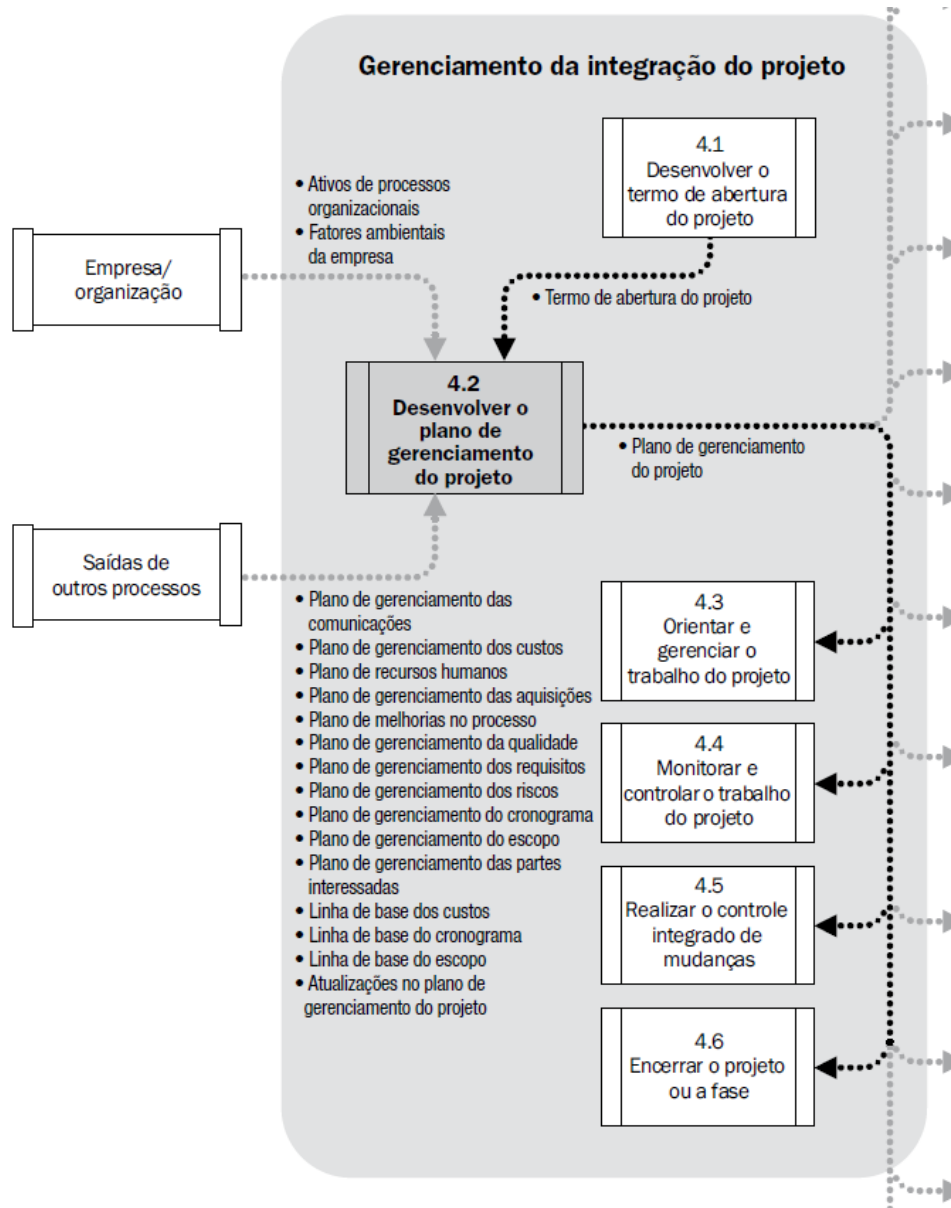 Gerenciamento da integração do projeto
4.1
Desenvolver o
termo de abertura
do projeto
• Ativos de processos
organizacionais
• Fatores ambientais
da empresa
Empresa/
organização
• Termo de abertura do projeto
4.2
Desenvolver o
plano de
gerenciamento
do projeto
• Plano de gerenciamento
do projeto
Saídas de
outros processos
• Plano de gerenciamento das
comunicações
• Plano de gerenciamento dos custos
• Plano de recursos humanos
• Plano de gerenciamento das aquisições
• Plano de melhorias no processo
• Plano de gerenciamento da qualidade
• Plano de gerenciamento dos requisitos
• Plano de gerenciamento dos riscos
• Plano de gerenciamento do cronograma
• Plano de gerenciamento do escopo
• Plano de gerenciamento das partes
interessadas
• Linha de base dos custos
• Linha de base do cronograma
• Linha de base do escopo
• Atualizações no plano de
gerenciamento do projeto
4.3
Orientar e
gerenciar o
trabalho do projeto
4.4
Monitorar e
controlar o trabalho
do projeto
4.5
Realizar o controle
integrado de
mudanças
4.6
Encerrar o projeto
ou a fase